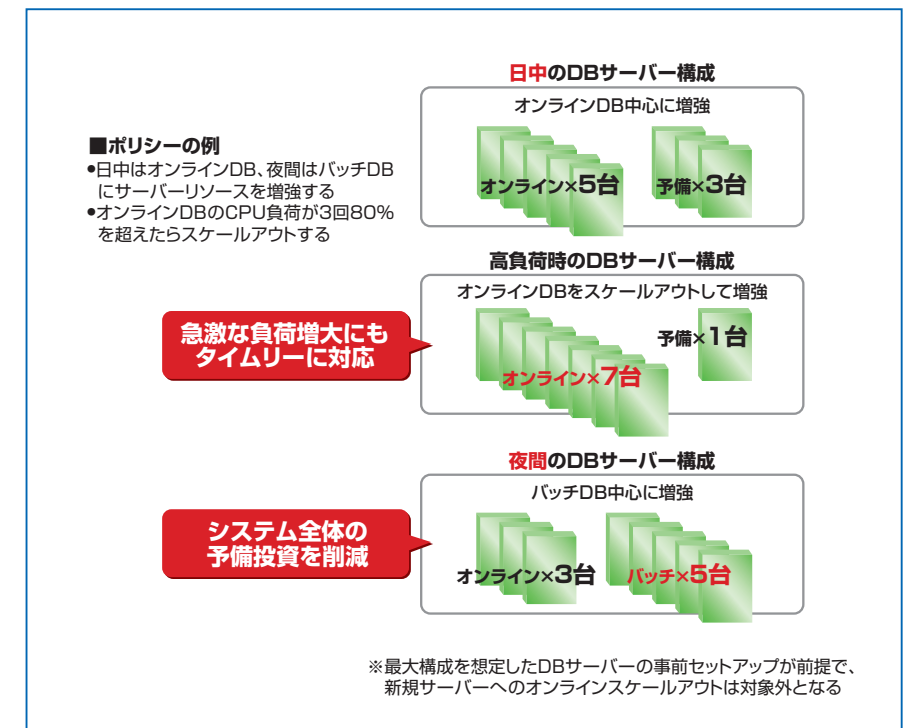 ■ポリシーの例
●日中はオンラインDB、夜間はバッチDB
にサーバーリソースを増強する
●オンラインDBのCPU負荷が3回80%
を超えたらスケールアウトする
日中のDBサーバー構成
オンラインDB中心に増強
オンライン×5台
予備×3台
高負荷時のDBサーバー構成
オンラインDBをスケールアウトして増強
急激な負荷増大にも
タイムリーに対応
予備×1台
オンライン×7台
夜間のDBサーバー構成
バッチDB中心に増強
システム全体の
予備投資を削減
オンライン×3台
バッチ×5台
※最大構成を想定したDBサーバーの事前セットアップが前提で、
新規サーバーへのオンラインスケールアウトは対象外となる